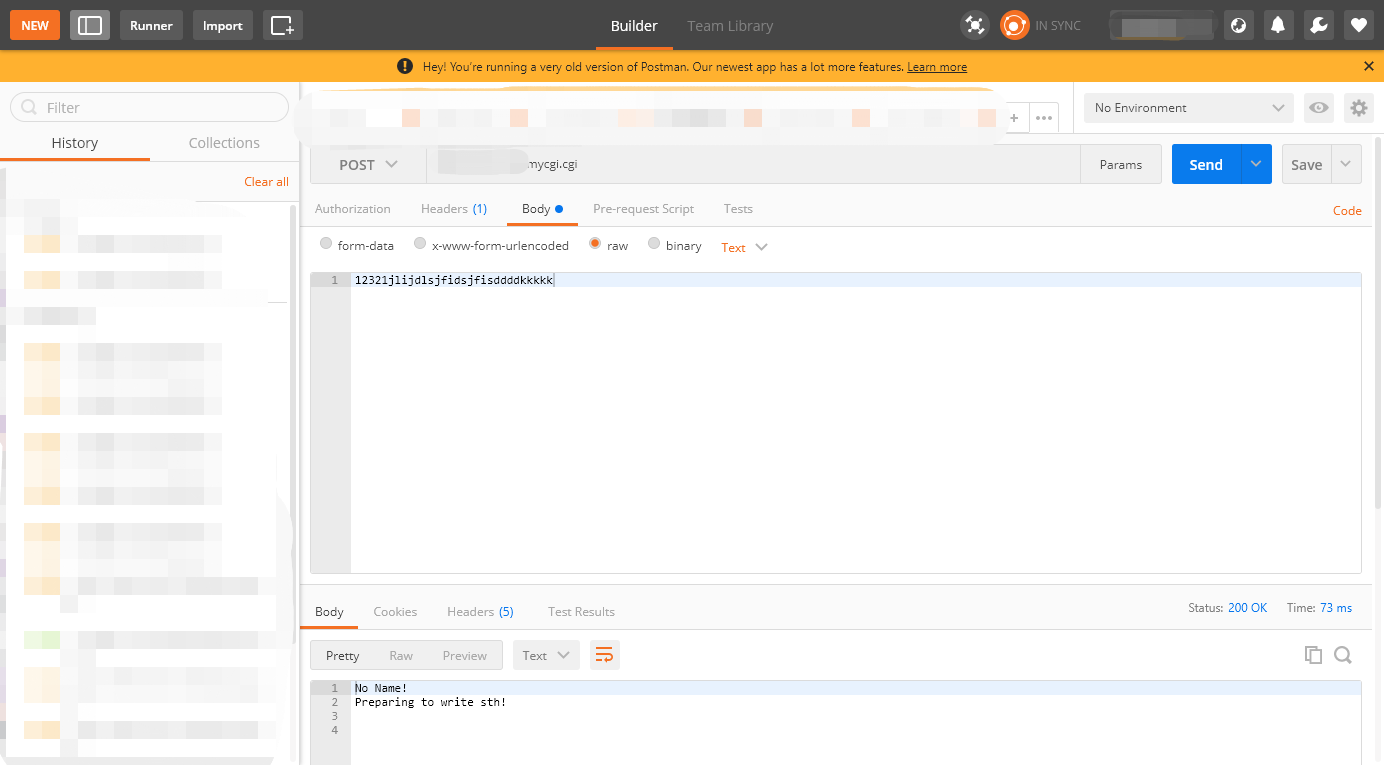 NEW Runner Import Builder Team Library IN SYNC
Hey! You're running a very old version of Postman. Our newest app has a lot more features. Learn more
Filter
History Collections
Clear all
No Environment
POST mycgi.cgi Params Send Save
Authorization Headers (1) Body Pre-request Script Tests Code
form-data x-www-form-urlencoded raw binary Text
1 12321jlijdlsjfidsjfisddddkkkkk
Body Cookies Headers (5) Test Results Status: 200 OK Time: 73 ms
Pretty Raw Preview Text
1 No Name!
2 Preparing to write sth!
3
4